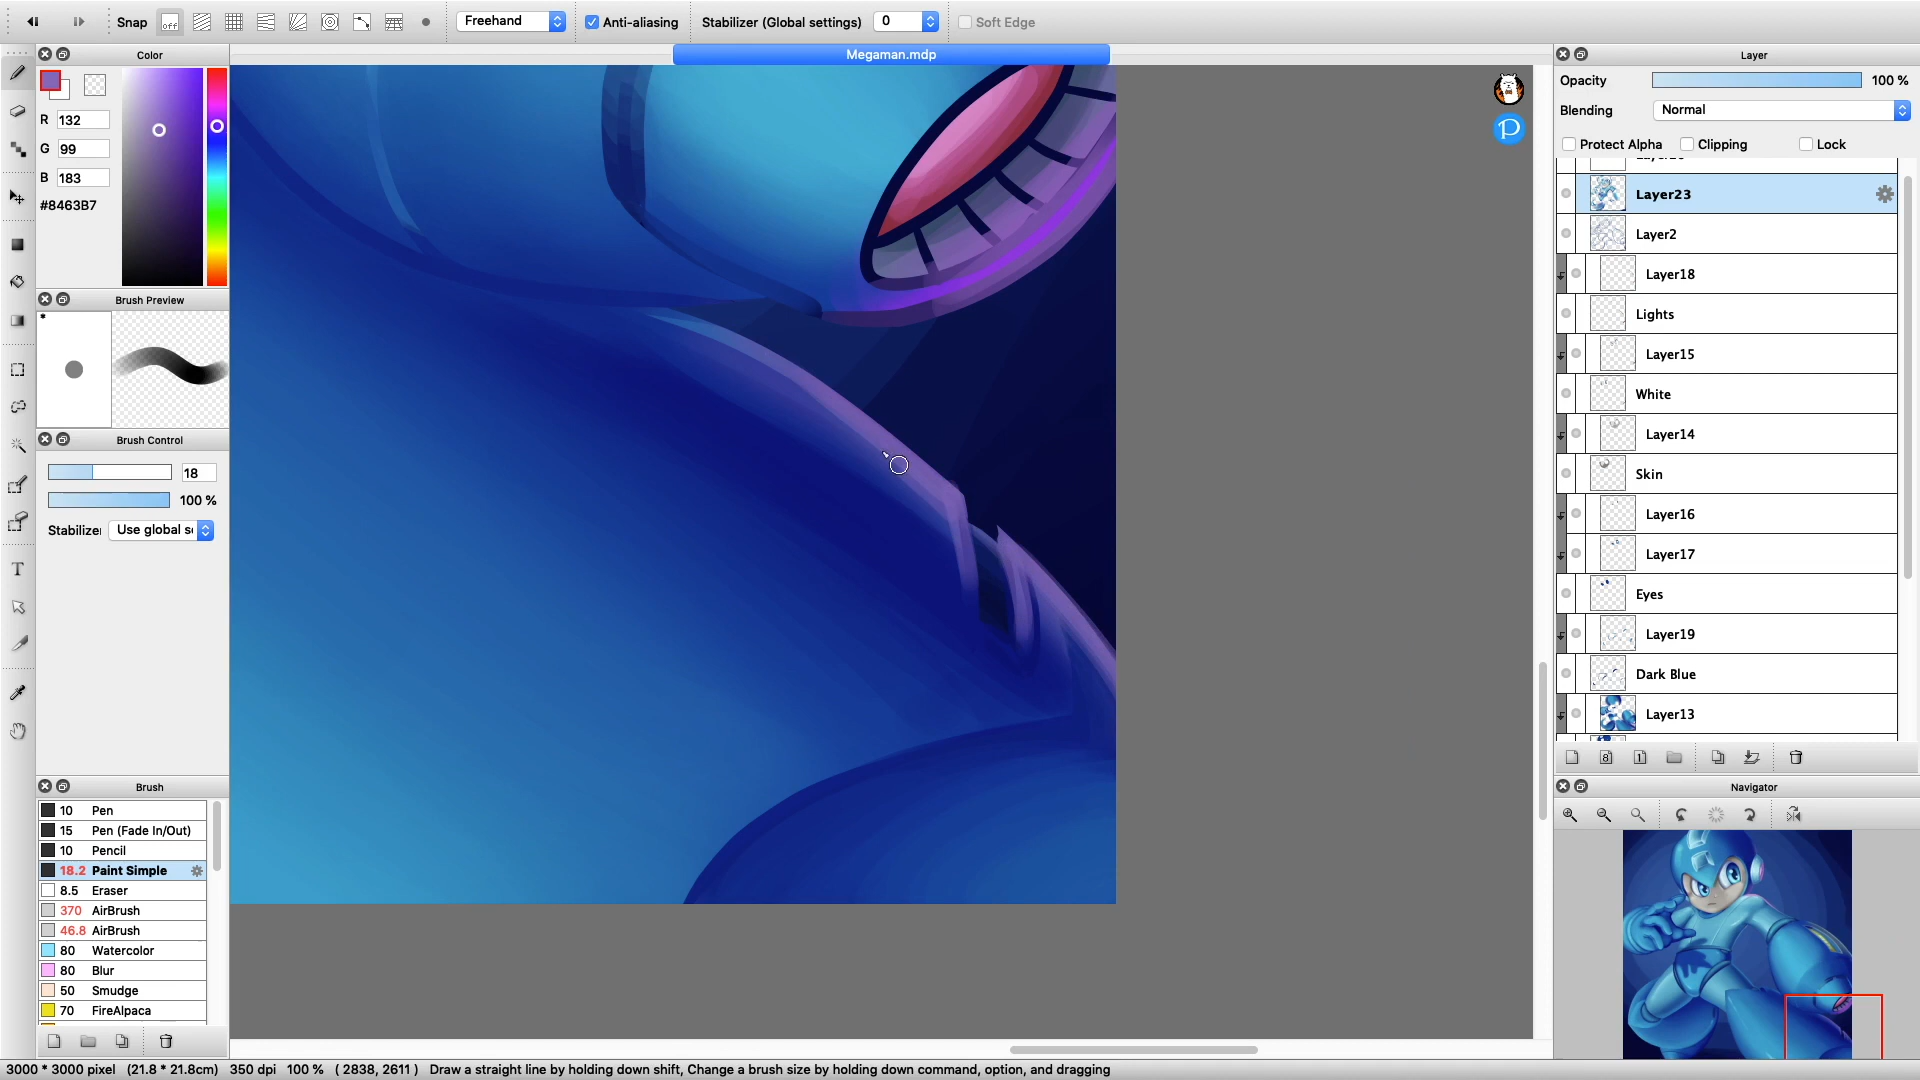 Snap
off
Freehand
Anti-aliasing
Stabilizer (Global settings)
0
Soft Edge
Color
Megaman.mdp
Layer
R 132
G 99
B 183
#8463B7
Opacity
100 %
Blending
Normal
Protect Alpha
Clipping
Lock
Layer23
Layer2
Layer18
Lights
Layer15
White
Layer14
Skin
Layer16
Layer17
Eyes
Layer19
Dark Blue
Layer13
Brush Preview
*
Brush Control
18
100 %
Stabilizer
Use global s
T
8
1
Brush
10 Pen
15 Pen (Fade In/Out)
10 Pencil
18.2 Paint Simple
8.5 Eraser
370 AirBrush
46.8 AirBrush
80 Watercolor
80 Blur
50 Smudge
70 FireAlpaca
Navigator
3000 * 3000 pixel (21.8 * 21.8cm) 350 dpi 100 % ( 2838, 2611 ) Draw a straight line by holding down shift, Change a brush size by holding down command, option, and dragging